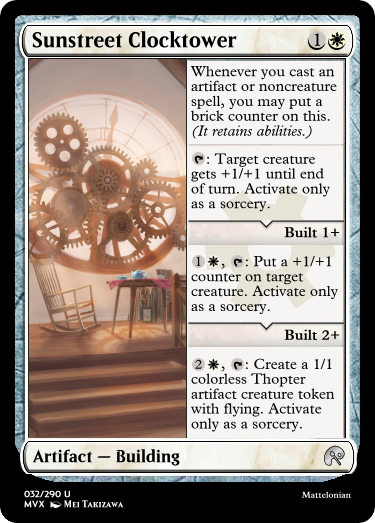 Sunstreet Clocktower 1
Whenever you cast an
artifact or noncreature
spell, you may put a
brick counter on this.
(It retains abilities.)
: Target creature
gets +1/+1 until end
of turn. Activate only
as a sorcery.
Built 1+
1 , : Put a +1/+1
counter on target
creature. Activate only
as a sorcery.
Built 2+
2 , : Create a 1/1
colorless Thopter
artifact creature token
with flying. Activate
only as a sorcery.
Artifact — Building
032/290 U
MVX Mei Takizawa
Mattelonian